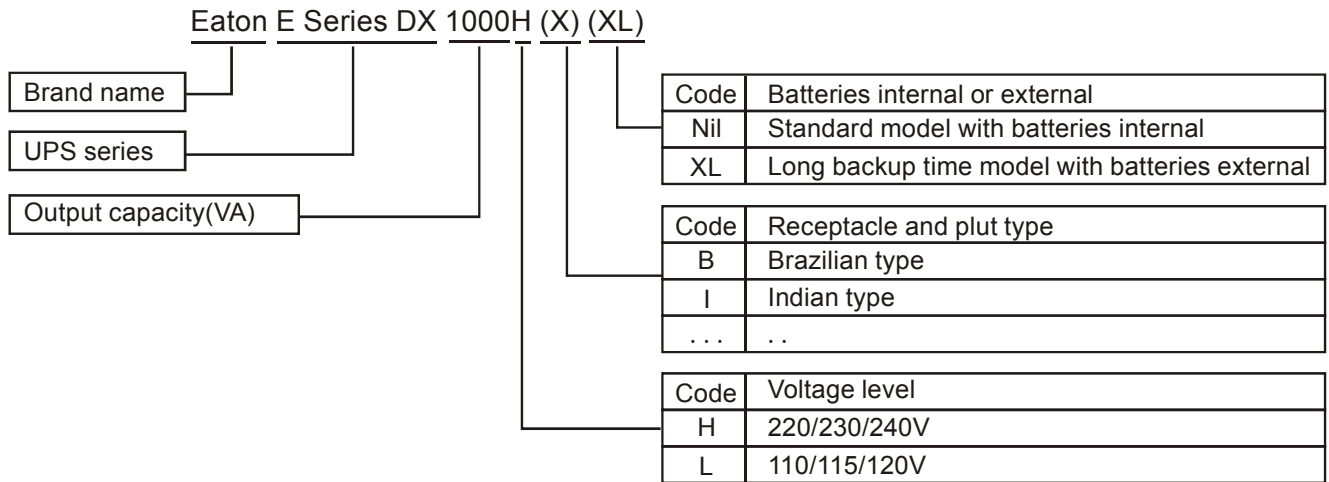 Eaton E Series DX 1000H (X) (XL)
Brand name
UPS series
Output capacity(VA)
Code Batteries internal or external
Nil Standard model with batteries internal
XL Long backup time model with batteries external
Code Receptacle and plut type
B Brazilian type
I Indian type
. . . . .
Code Voltage level
H 220/230/240V
L 110/115/120V